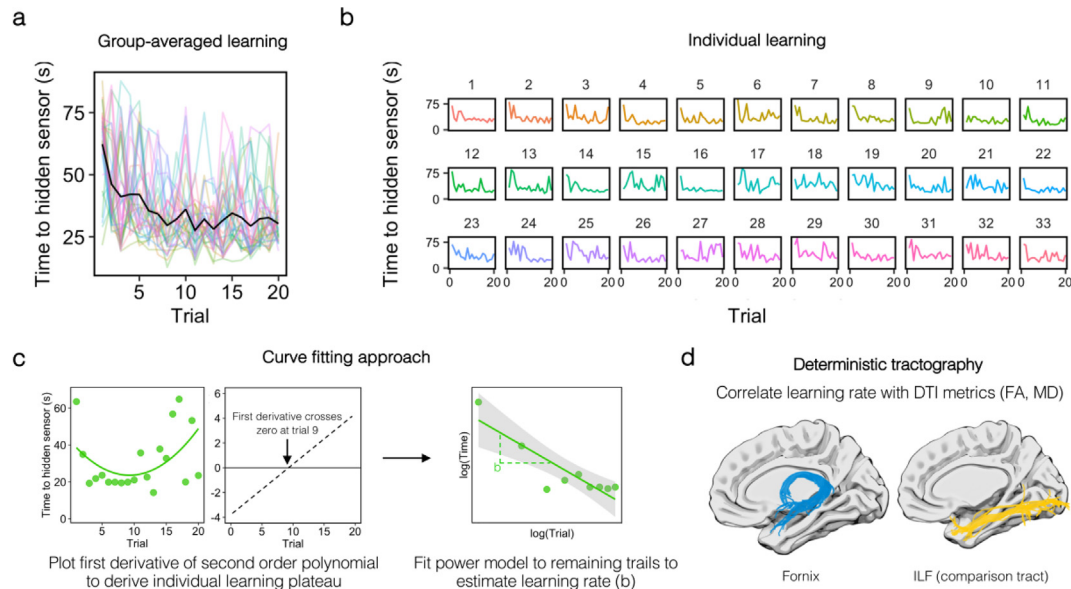 a
Group-averaged learning
Time to hidden sensor (s)
75
50
25
5
10
15
20
Trial
b
Individual learning
Time to hidden sensor (s)
1 2 3 4 5 6 7 8 9 10 11
75
0
12 13 14 15 16 17 18 19 20 21 22
75
0
23 24 25 26 27 28 29 30 31 32 33
75
0
0 20 0 20 0 20 0 20 0 20 0 20 0 20 0 20 0 20 0 20 0 20
Trial
c
Curve fitting approach
Time to hidden sensor (s)
60
40
20
0
0 5 10 15 20
Trial
6
4
2
0
-2
-4
First derivative crosses
zero at trial 9
0 5 10 15 20
Trial
Plot first derivative of second order polynomial
to derive individual learning plateau
log(Time)
b
log(Trial)
Fit power model to remaining trails to
estimate learning rate (b)
d
Deterministic tractography
Correlate learning rate with DTI metrics (FA, MD)
Fornix
ILF (comparison tract)